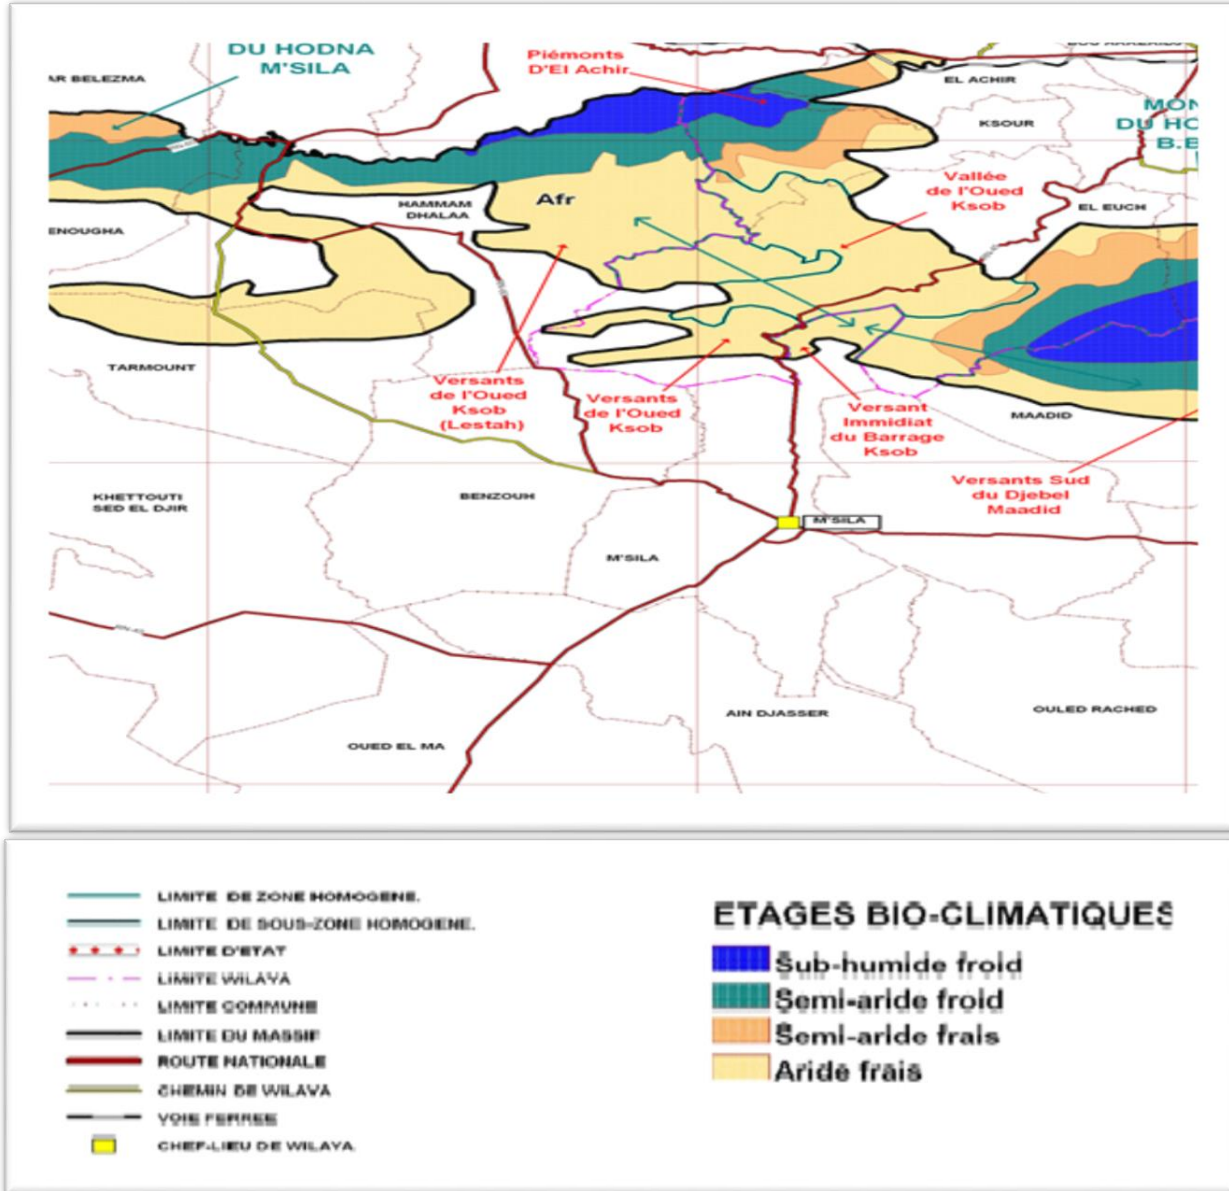 DU HODNA
M'SILA
Piémonts
D'El Achir
AR BELEZMA
EL ACHIR
KSOUR
MON
DU HO
B.E
Vallée
de l'Oued
Ksob
EL EUCH
Afr
HAMMAM
DHALAA
ENOUGHA
TARMOUNT
Versants
de l'Oued
Ksob
(Lestah)
Versants
de l'Oued
Ksob
Versant
Immidiat
du Barrage
Ksob
MAADID
Versants Sud
du Djebel
Maadid
KHETTOUTI
SED EL DJIR
BENZOUH
M'SILA
M'SILA
AIN DJASSER
OULED RACHED
OUED EL MA
LIMITE DE ZONE HOMOGENE.
LIMITE DE SOUS-ZONE HOMOGENE.
LIMITE D'ETAT
LIMITE WILAYA
LIMITE COMMUNE
LIMITE DU MASSIF
ROUTE NATIONALE
CHEMIN DE WILAYA
VOIE FERREE
CHEF-LIEU DE WILAYA.
ETAGES BIO-CLIMATIQUES
Sub-humide froid
Semi-aride froid
Semi-aride frais
Aride frais